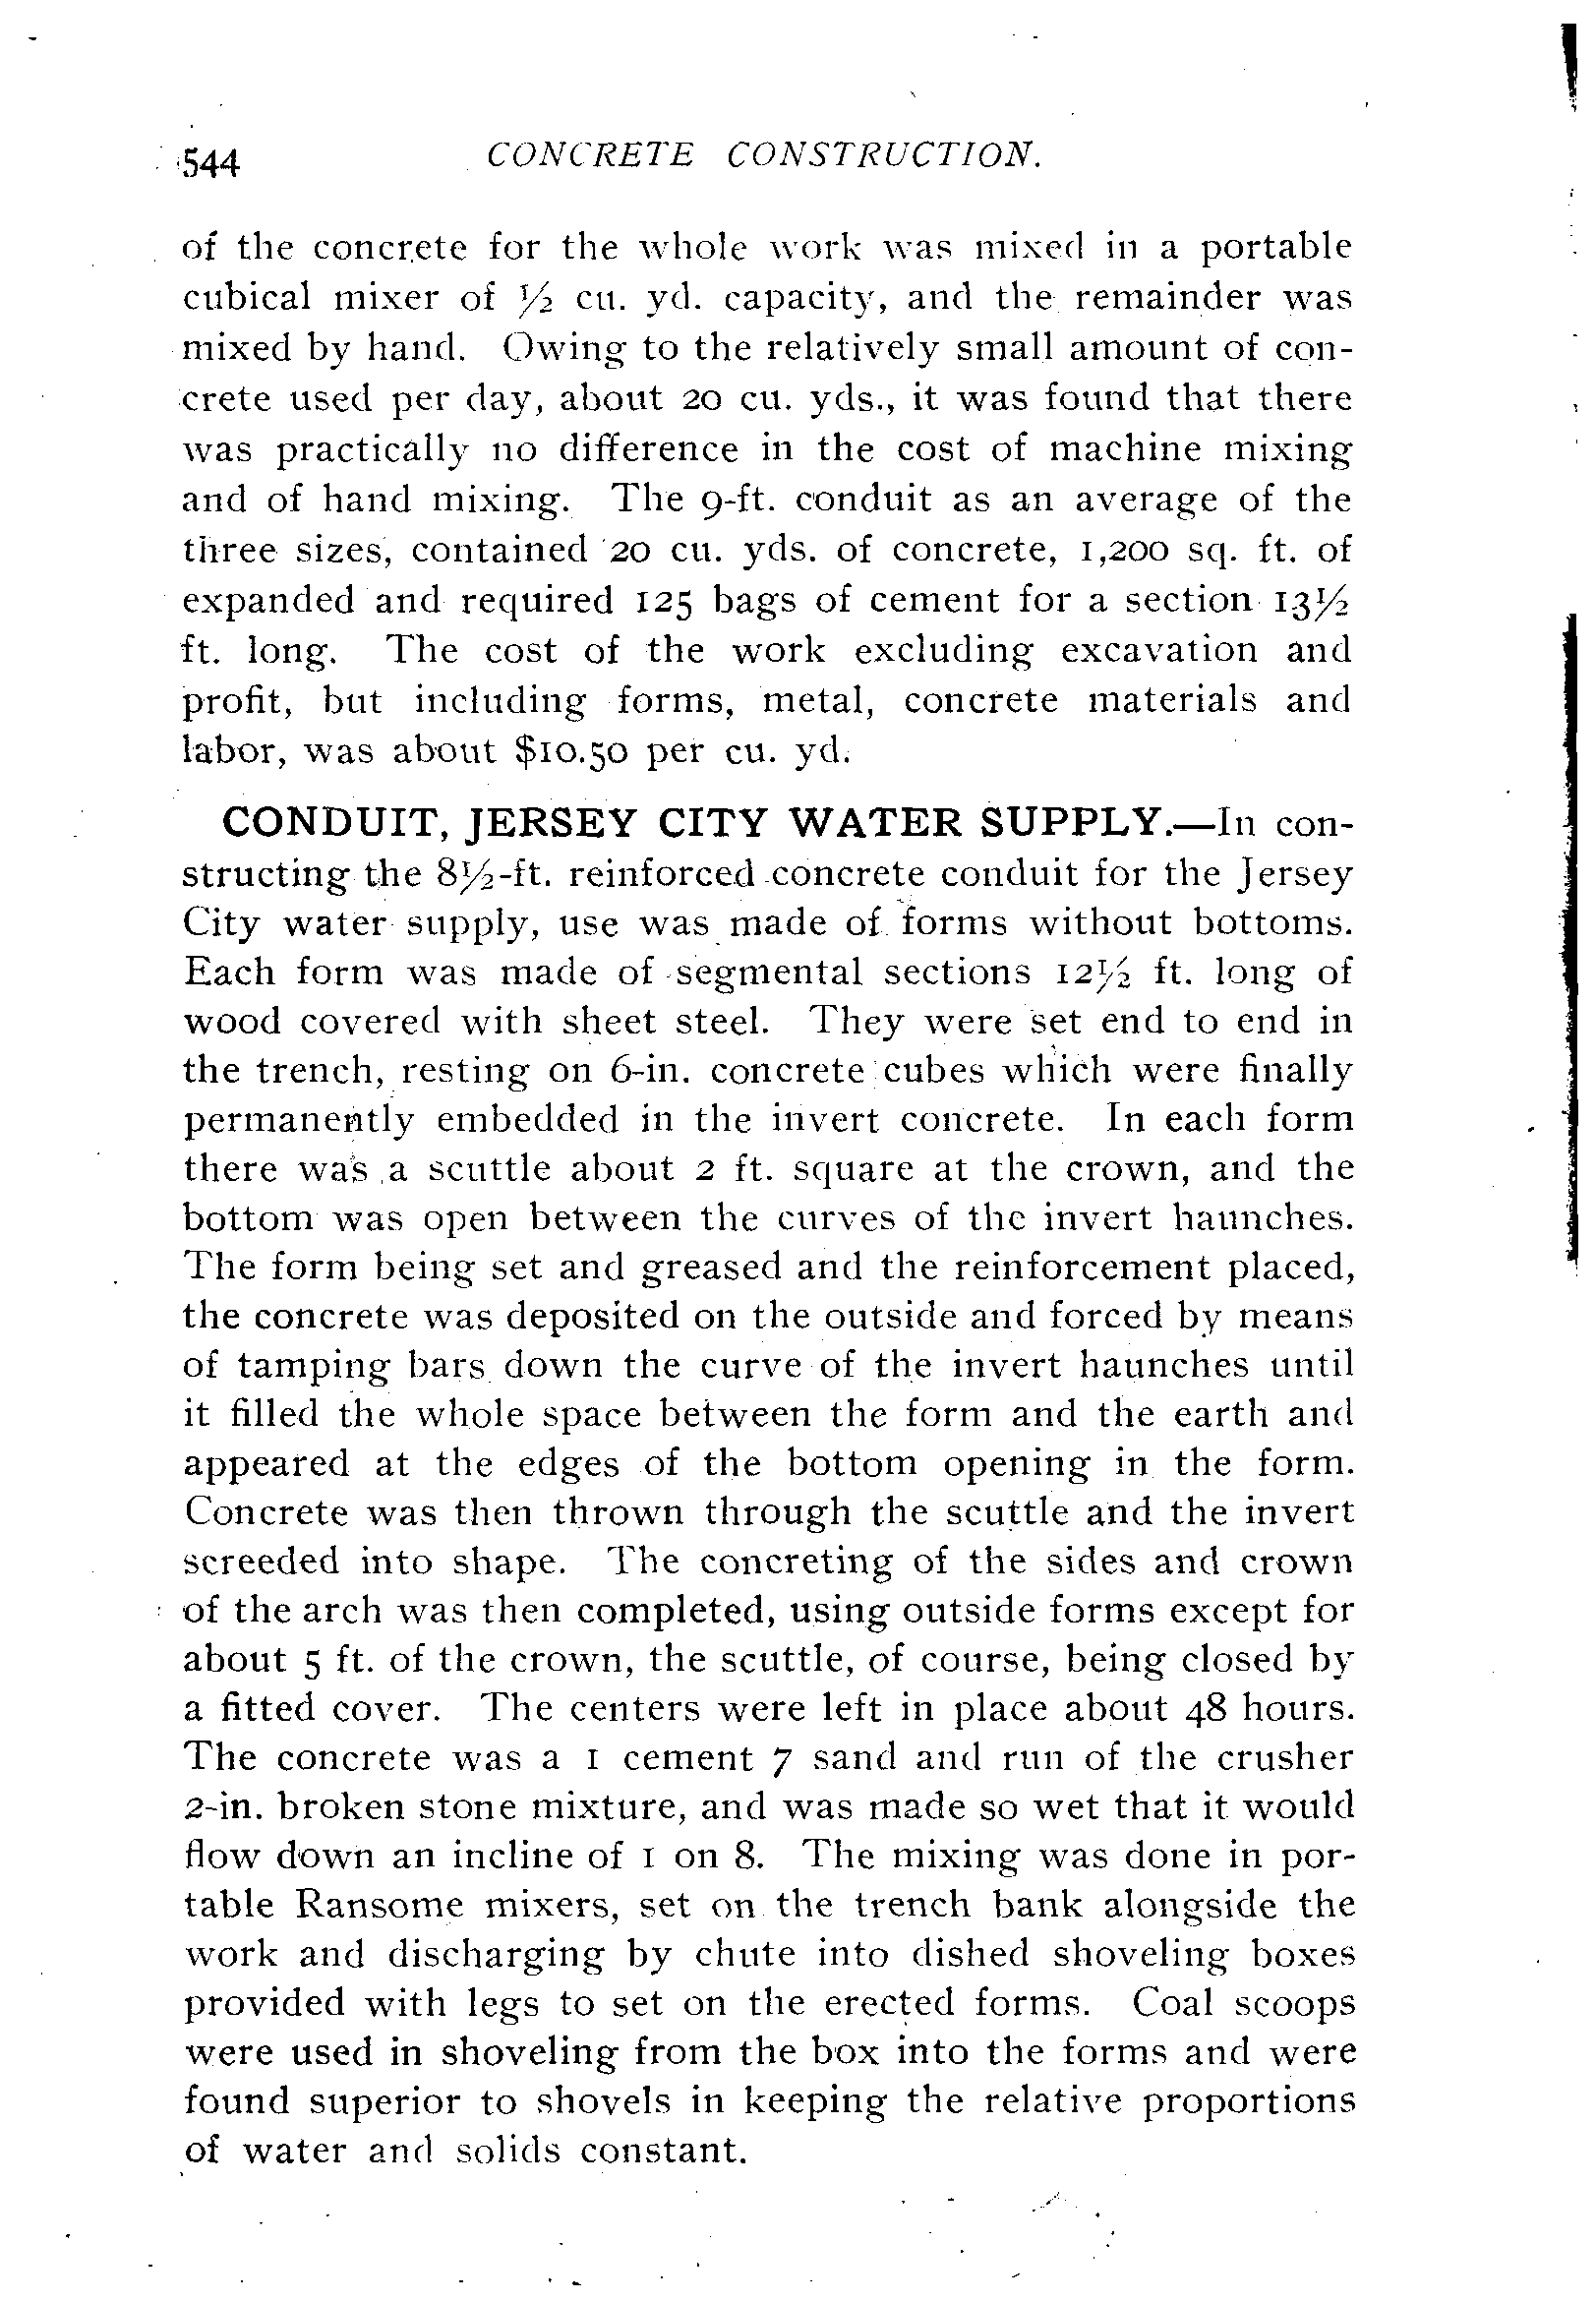 544 CONCRETE CONSTRUCTION.
of the concrete for the whole work was mixed in a portable
cubical mixer of ½ cu. yd. capacity, and the remainder was
mixed by hand. Owing to the relatively small amount of con-
crete used per day, about 20 cu. yds., it was found that there
was practically no difference in the cost of machine mixing
and of hand mixing. The 9-ft. conduit as an average of the
three sizes, contained 20 cu. yds. of concrete, 1,200 sq. ft. of
expanded and required 125 bags of cement for a section 13½
ft. long. The cost of the work excluding excavation and
profit, but including forms, metal, concrete materials and
labor, was about $10.50 per cu. yd.
CONDUIT, JERSEY CITY WATER SUPPLY.—In con-
structing the 8½-ft. reinforced concrete conduit for the Jersey
City water supply, use was made of forms without bottoms.
Each form was made of segmental sections 12½ ft. long of
wood covered with sheet steel. They were set end to end in
the trench, resting on 6-in. concrete cubes which were finally
permanently embedded in the invert concrete. In each form
there was a scuttle about 2 ft. square at the crown, and the
bottom was open between the curves of the invert haunches.
The form being set and greased and the reinforcement placed,
the concrete was deposited on the outside and forced by means
of tamping bars down the curve of the invert haunches until
it filled the whole space between the form and the earth and
appeared at the edges of the bottom opening in the form.
Concrete was then thrown through the scuttle and the invert
screeded into shape. The concreting of the sides and crown
of the arch was then completed, using outside forms except for
about 5 ft. of the crown, the scuttle, of course, being closed by
a fitted cover. The centers were left in place about 48 hours.
The concrete was a 1 cement 7 sand and run of the crusher
2-in. broken stone mixture, and was made so wet that it would
flow down an incline of 1 on 8. The mixing was done in por-
table Ransome mixers, set on the trench bank alongside the
work and discharging by chute into dished shoveling boxes
provided with legs to set on the erected forms. Coal scoops
were used in shoveling from the box into the forms and were
found superior to shovels in keeping the relative proportions
of water and solids constant.